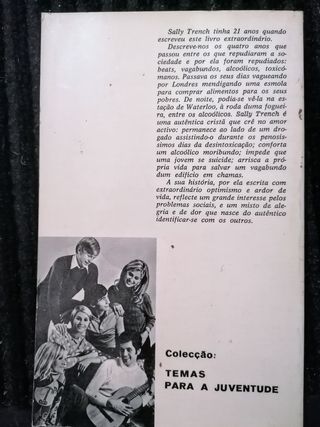 Sally Trench tinha 21 anos quando
escreveu este livro extraordinário.
Descreve-nos os quatro anos que
passou entre os que repudiaram a so-
ciedade e por ela foram repudiados:
beats, vagabundos, alcoólicos, toxicó-
manos. Passava os seus dias vagueando
por Londres mendigando uma esmola
para comprar alimentos para os seus
pobres. De noite, podia-se vê-la na es-
tação de Waterloo, à roda duma foguei-
ra, entre os alcoólicos. Sally Trench é
uma autêntica cristã que crê no amor
activo: permanece ao lado de um dro-
gado assistindo-o durante os penosís-
simos dias da desintoxicação; conforta
um alcoólico moribundo; impede que
uma jovem se suicide; arrisca a pró-
pria vida para salvar um vagabundo
dum edifício em chamas.
A sua história, por ela escrita com
extraordinário optimismo e ardor de
vida, reflecte um grande interesse pelos
problemas sociais, e um misto de ale-
gria e de dor que nasce do autêntico
identificar-se com os outros.
Colecção:
TEMAS
PARA A JUVENTUDE